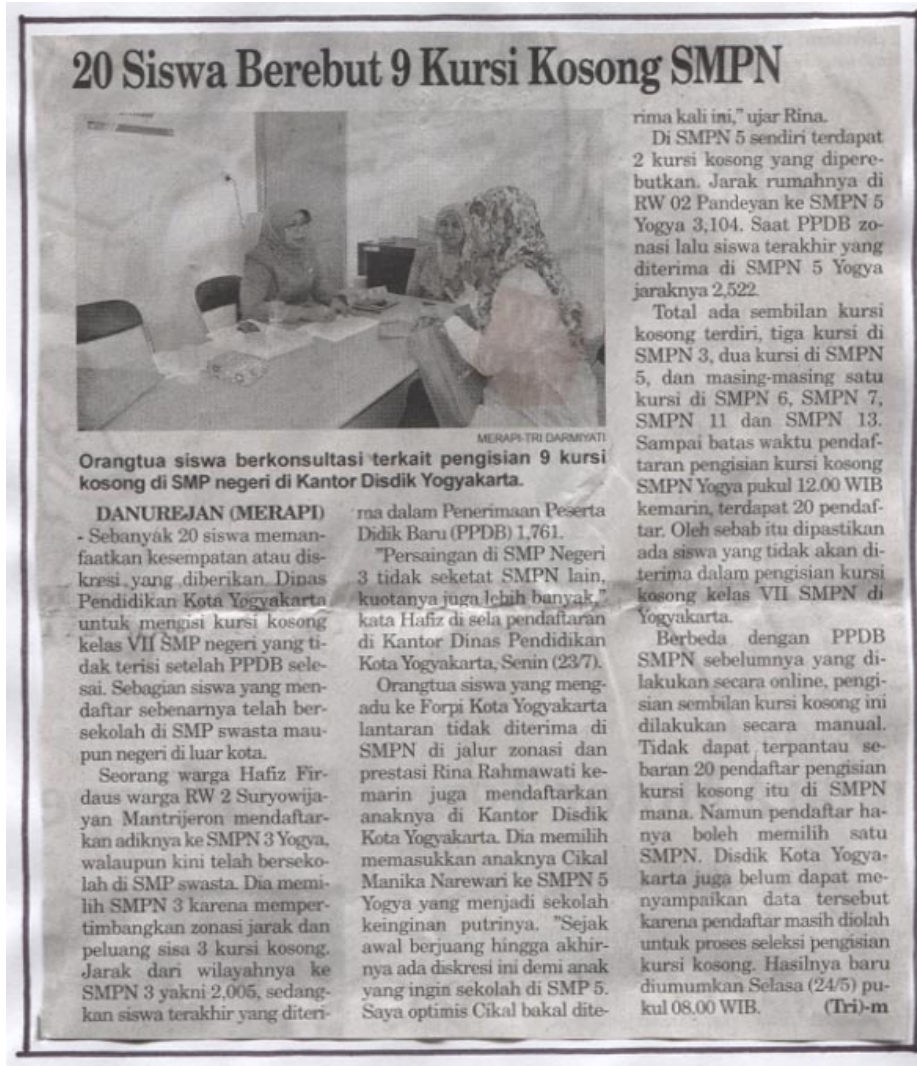 20 Siswa Berebut 9 Kursi Kosong SMPN
MERAPI-TRI DARMIYATI
Orangtua siswa berkonsultasi terkait pengisian 9 kursi
kosong di SMP negeri di Kantor Disdik Yogyakarta.
DANUREJAN (MERAPI)
- Sebanyak 20 siswa meman-
faatkan kesempatan atau dis-
kresi yang diberikan Dinas
Pendidikan Kota Yogyakarta
untuk mengisi kursi kosong
kelas VII SMP negeri yang ti-
dak terisi setelah PPDB sele-
sai. Sebagian siswa yang men-
daftar sebenarnya telah ber-
sekolah di SMP swasta mau-
pun negeri di luar kota.
Seorang warga Hafiz Fir-
daus warga RW 2 Suryowija-
yan Mantrijeron mendaftar-
kan adiknya ke SMPN 3 Yogya,
walaupun kini telah berseko-
lah di SMP swasta. Dia memi-
lih SMPN 3 karena memper-
timbangkan zonasi jarak dan
peluang sisa 3 kursi kosong.
Jarak dari wilayahnya ke
SMPN 3 yakni 2,005, sedang-
kan siswa terakhir yang diteri-
ma dalam Penerimaan Peserta
Didik Baru (PPDB) 1,761.
"Persaingan di SMP Negeri
3 tidak seketat SMPN lain,
kuotanya juga lebih banyak,"
kata Hafiz di sela pendaftaran
di Kantor Dinas Pendidikan
Kota Yogyakarta, Senin (23/7).
Orangtua siswa yang meng-
adu ke Forpi Kota Yogyakarta
lantaran tidak diterima di
SMPN di jalur zonasi dan
prestasi Rina Rahmawati ke-
marin juga mendaftarkan
anaknya di Kantor Disdik
Kota Yogyakarta. Dia memilih
memasukkan anaknya Cikal
Manika Narewari ke SMPN 5
Yogya yang menjadi sekolah
keinginan putrinya. "Sejak
awal berjuang hingga akhir-
nya ada diskresi ini demi anak
yang ingin sekolah di SMP 5.
Saya optimis Cikal bakal dite-
rima kali ini," ujar Rina.
Di SMPN 5 sendiri terdapat
2 kursi kosong yang dipere-
butkan. Jarak rumahnya di
RW 02 Pandeyan ke SMPN 5
Yogya 3,104. Saat PPDB zo-
nasi lalu siswa terakhir yang
diterima di SMPN 5 Yogya
jaraknya 2,522.
Total ada sembilan kursi
kosong terdiri, tiga kursi di
SMPN 3, dua kursi di SMPN
5, dan masing-masing satu
kursi di SMPN 6, SMPN 7,
SMPN 11 dan SMPN 13.
Sampai batas waktu pendaf-
taran pengisian kursi kosong
SMPN Yogya pukul 12.00 WIB
kemarin, terdapat 20 pendaf-
tar. Oleh sebab itu dipastikan
ada siswa yang tidak akan di-
terima dalam pengisian kursi
kosong kelas VII SMPN di
Yogyakarta.
Berbeda dengan PPDB
SMPN sebelumnya yang di-
lakukan secara online, pengi-
sian sembilan kursi kosong ini
dilakukan secara manual.
Tidak dapat terpantau se-
baran 20 pendaftar pengisian
kursi kosong itu di SMPN
mana. Namun pendaftar ha-
nya boleh memilih satu
SMPN. Disdik Kota Yogya-
karta juga belum dapat me-
nyampaikan data tersebut
karena pendaftar masih diolah
untuk proses seleksi pengisian
kursi kosong. Hasilnya baru
diumumkan Selasa (24/5) pu-
kul 08.00 WIB. (Tri)-m